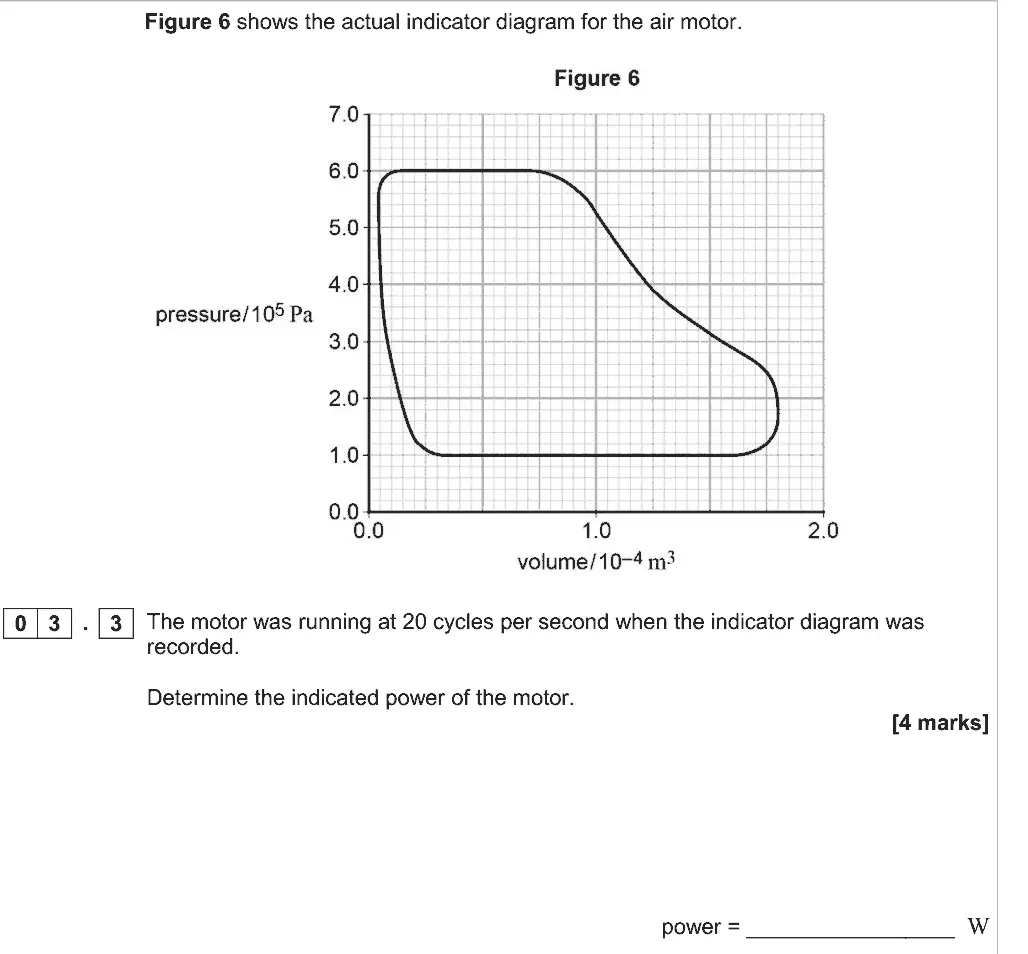 Figure 6 shows the actual indicator diagram for the air motor.
Figure 6
7.0
6.0
5.0
4.0
pressure/10⁵ Pa
3.0
2.0
1.0
0.0
0.0 1.0 2.0
volume/10⁻⁴ m³
0 3 . 3 The motor was running at 20 cycles per second when the indicator diagram was
recorded.
Determine the indicated power of the motor.
[4 marks]
power = ____________________ W